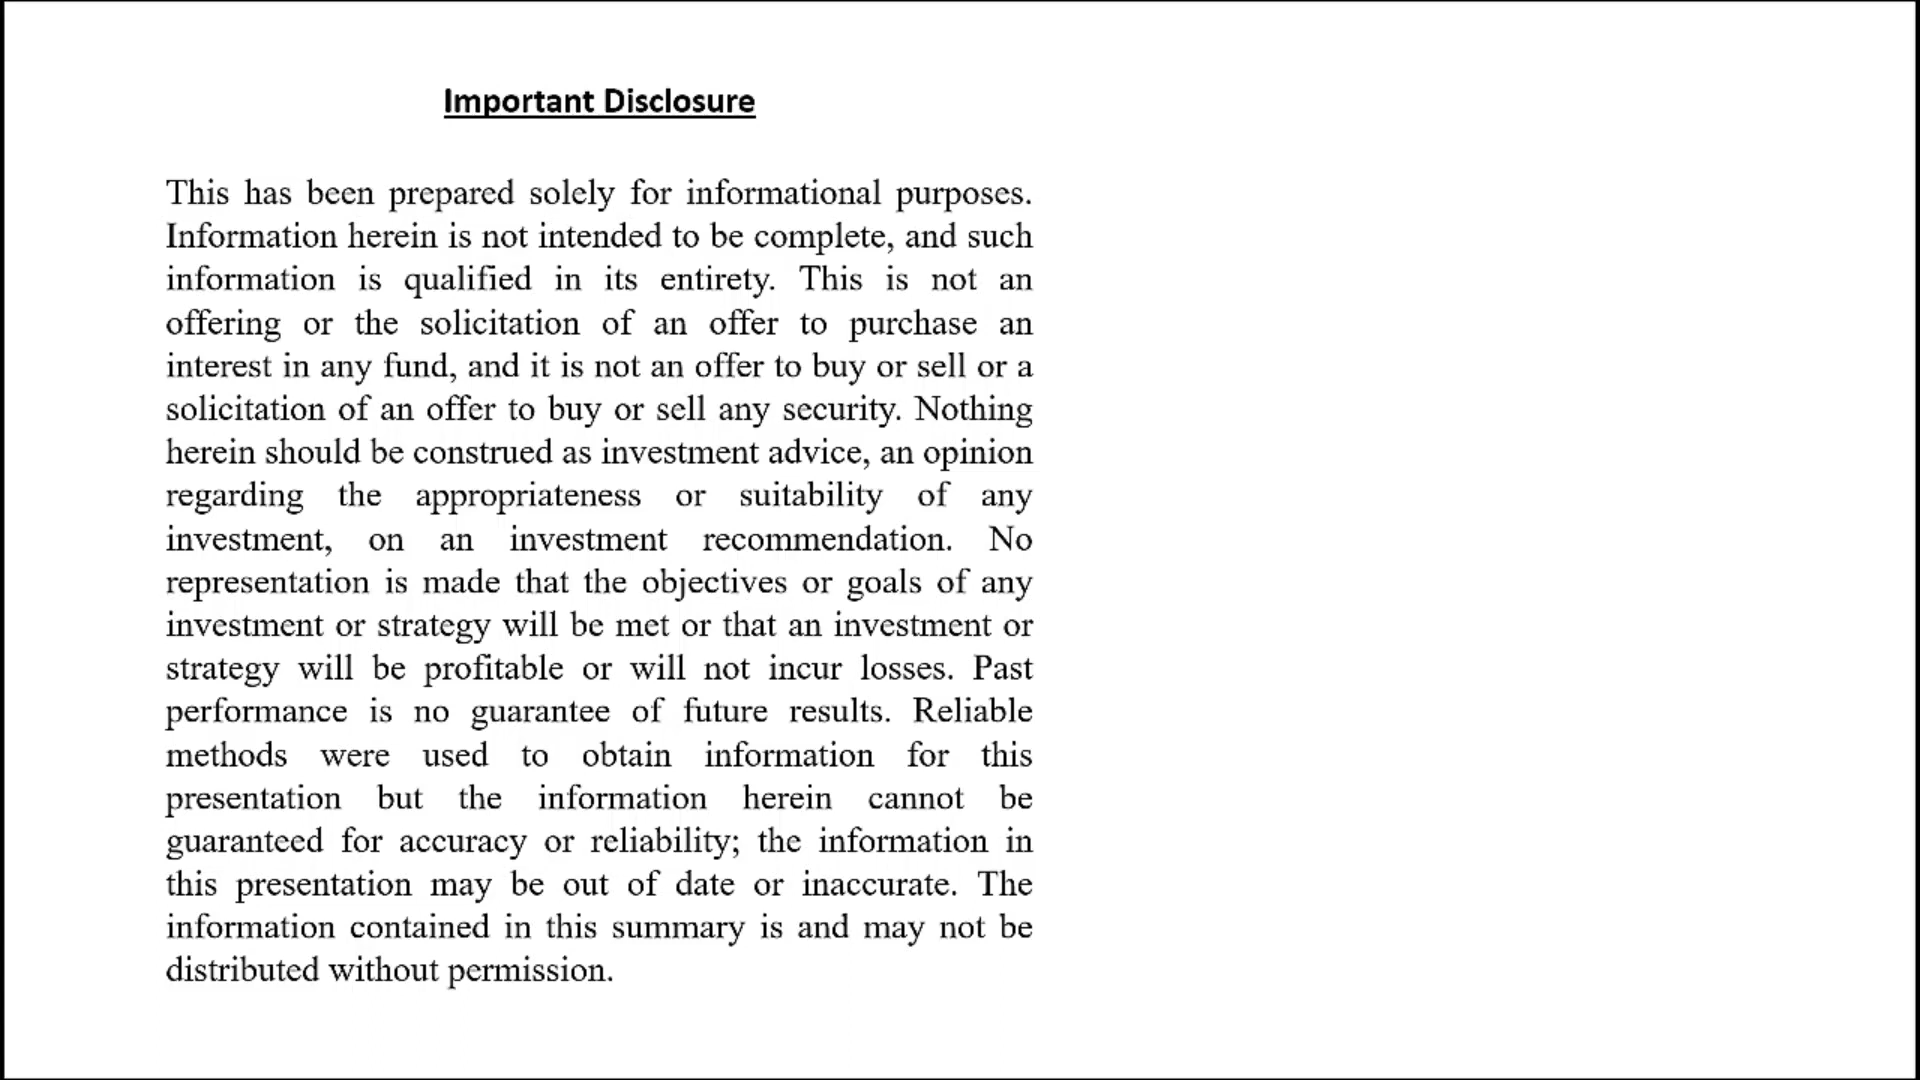 Important Disclosure
This has been prepared solely for informational purposes.
Information herein is not intended to be complete, and such
information is qualified in its entirety. This is not an
offering or the solicitation of an offer to purchase an
interest in any fund, and it is not an offer to buy or sell or a
solicitation of an offer to buy or sell any security. Nothing
herein should be construed as investment advice, an opinion
regarding the appropriateness or suitability of any
investment, on an investment recommendation. No
representation is made that the objectives or goals of any
investment or strategy will be met or that an investment or
strategy will be profitable or will not incur losses. Past
performance is no guarantee of future results. Reliable
methods were used to obtain information for this
presentation but the information herein cannot be
guaranteed for accuracy or reliability; the information in
this presentation may be out of date or inaccurate. The
information contained in this summary is and may not be
distributed without permission.